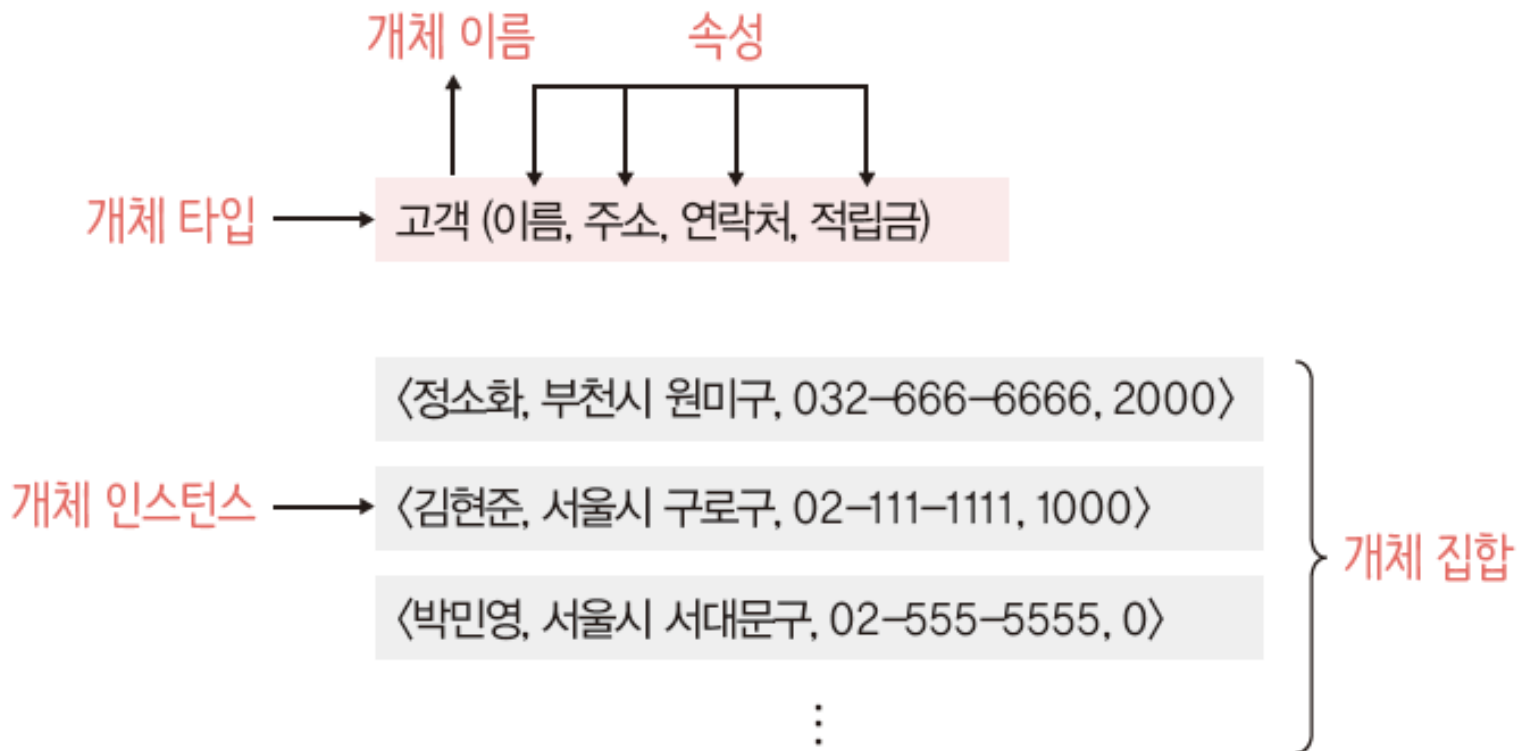 개체 이름
속성
개체 타입
고객 (이름, 주소, 연락처, 적립금)
〈정소화, 부천시 원미구, 032-666-6666, 2000〉
개체 인스턴스
〈김현준, 서울시 구로구, 02-111-1111, 1000〉
개체 집합
〈박민영, 서울시 서대문구, 02-555-5555, 0〉
⋮